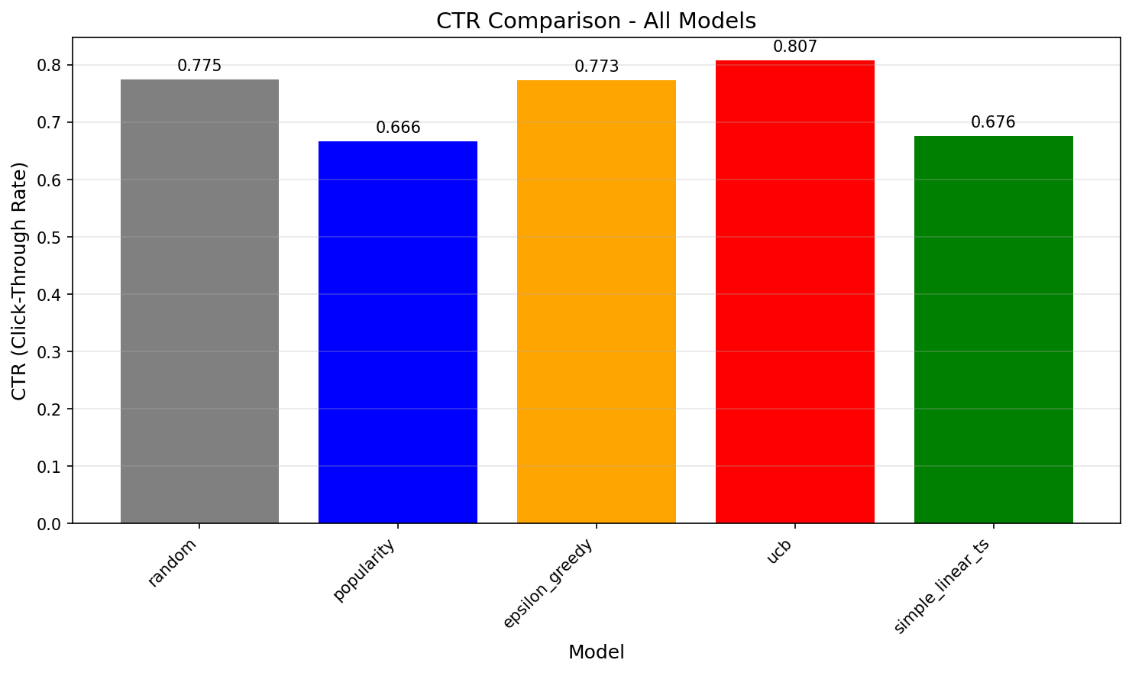 CTR Comparison - All Models
CTR (Click-Through Rate)
0.8
0.7
0.6
0.5
0.4
0.3
0.2
0.1
0.0
0.775
0.666
0.773
0.807
0.676
random
popularity
epsilon_greedy
ucb
simple_linear_ts
Model